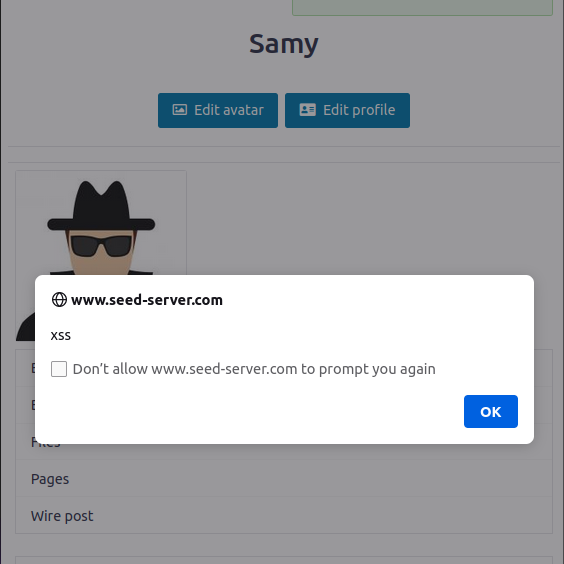 Samy
Edit avatar
Edit profile
www.seed-server.com
xss
Don’t allow www.seed-server.com to prompt you again
OK
Files
Pages
Wire post